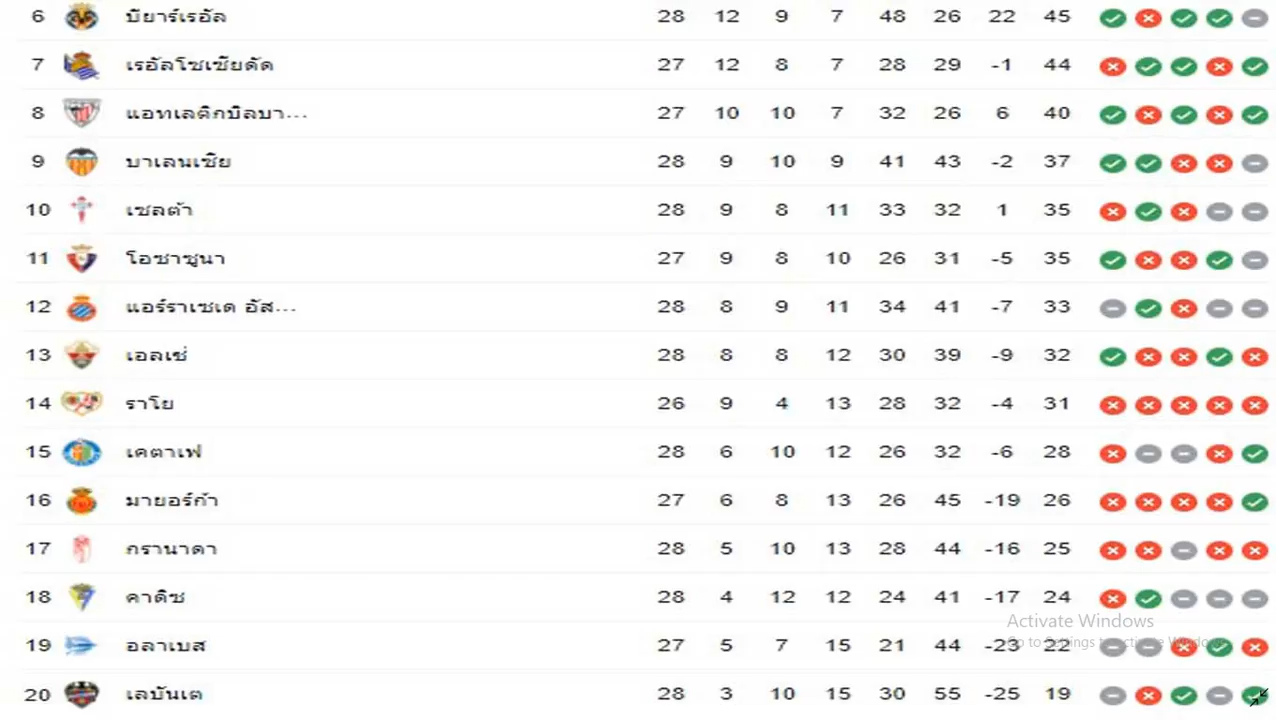 6 บียาร์เรอัล 28 12 9 7 48 26 22 45
7 เรอัลโซเซียดัด 27 12 8 7 28 29 -1 44
8 แอทเลติกบิลบา... 27 10 10 7 32 26 6 40
9 บาเลนเซีย 28 9 10 9 41 43 -2 37
10 เซลต้า 28 9 8 11 33 32 1 35
11 โอซาซูนา 27 9 8 10 26 31 -5 35
12 แอร์ราเซเด อัส... 28 8 9 11 34 41 -7 33
13 เอลเช่ 28 8 8 12 30 39 -9 32
14 ราโย 26 9 4 13 28 32 -4 31
15 เคตาเฟ 28 6 10 12 26 32 -6 28
16 มายอร์ก้า 27 6 8 13 26 45 -19 26
17 กรานาดา 28 5 10 13 28 44 -16 25
18 คาดิซ 28 4 12 12 24 41 -17 24
Activate Windows
Go to Settings to activate Windows.
19 อลาเบส 27 5 7 15 21 44 -23 22
20 เลบันเต 28 3 10 15 30 55 -25 19